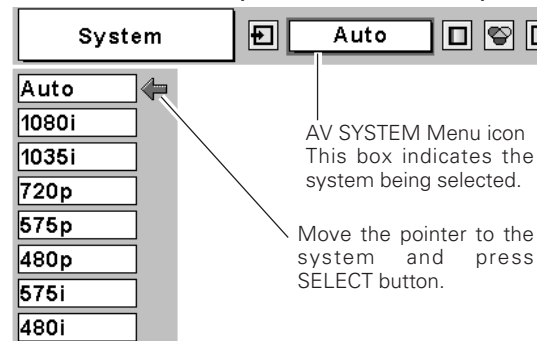 System
Auto
Auto
1080i
1035i
720p
575p
480p
575i
480i
AV SYSTEM Menu icon
This box indicates the
system being selected.
Move the pointer to the
system and press
SELECT button.